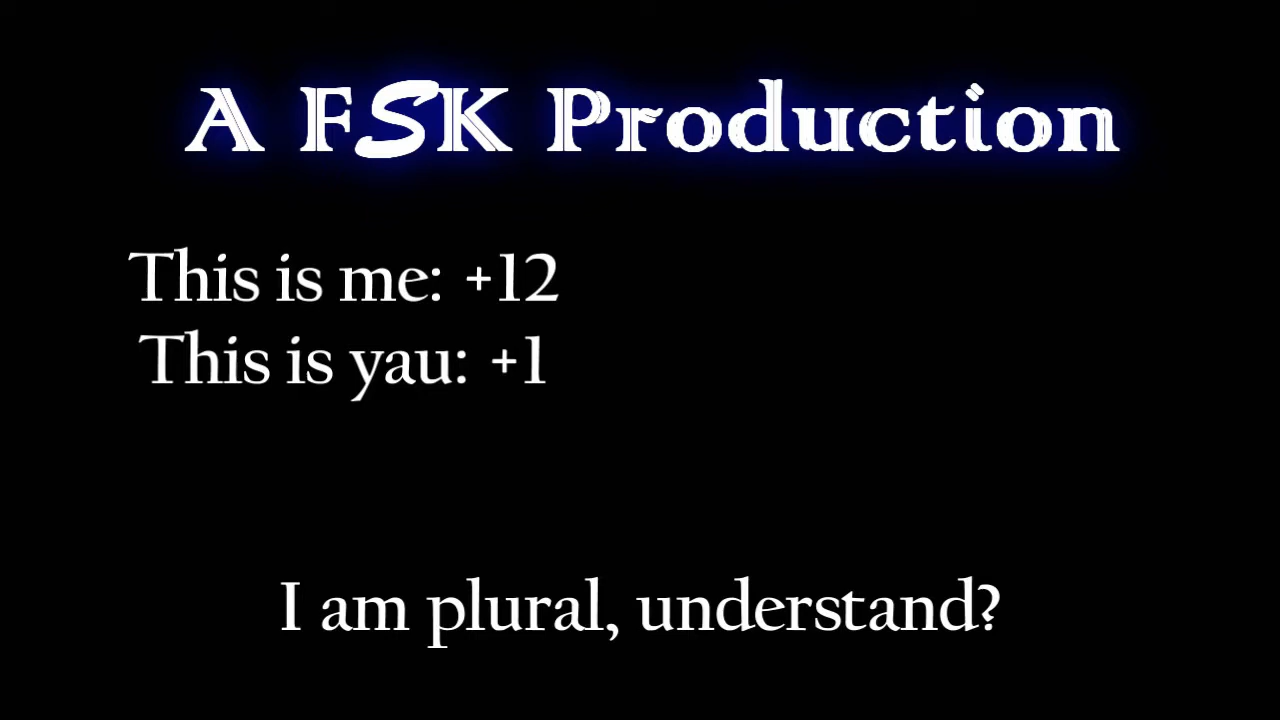 A FSK Production
This is me: +12
This is yau: +1
I am plural, understand?